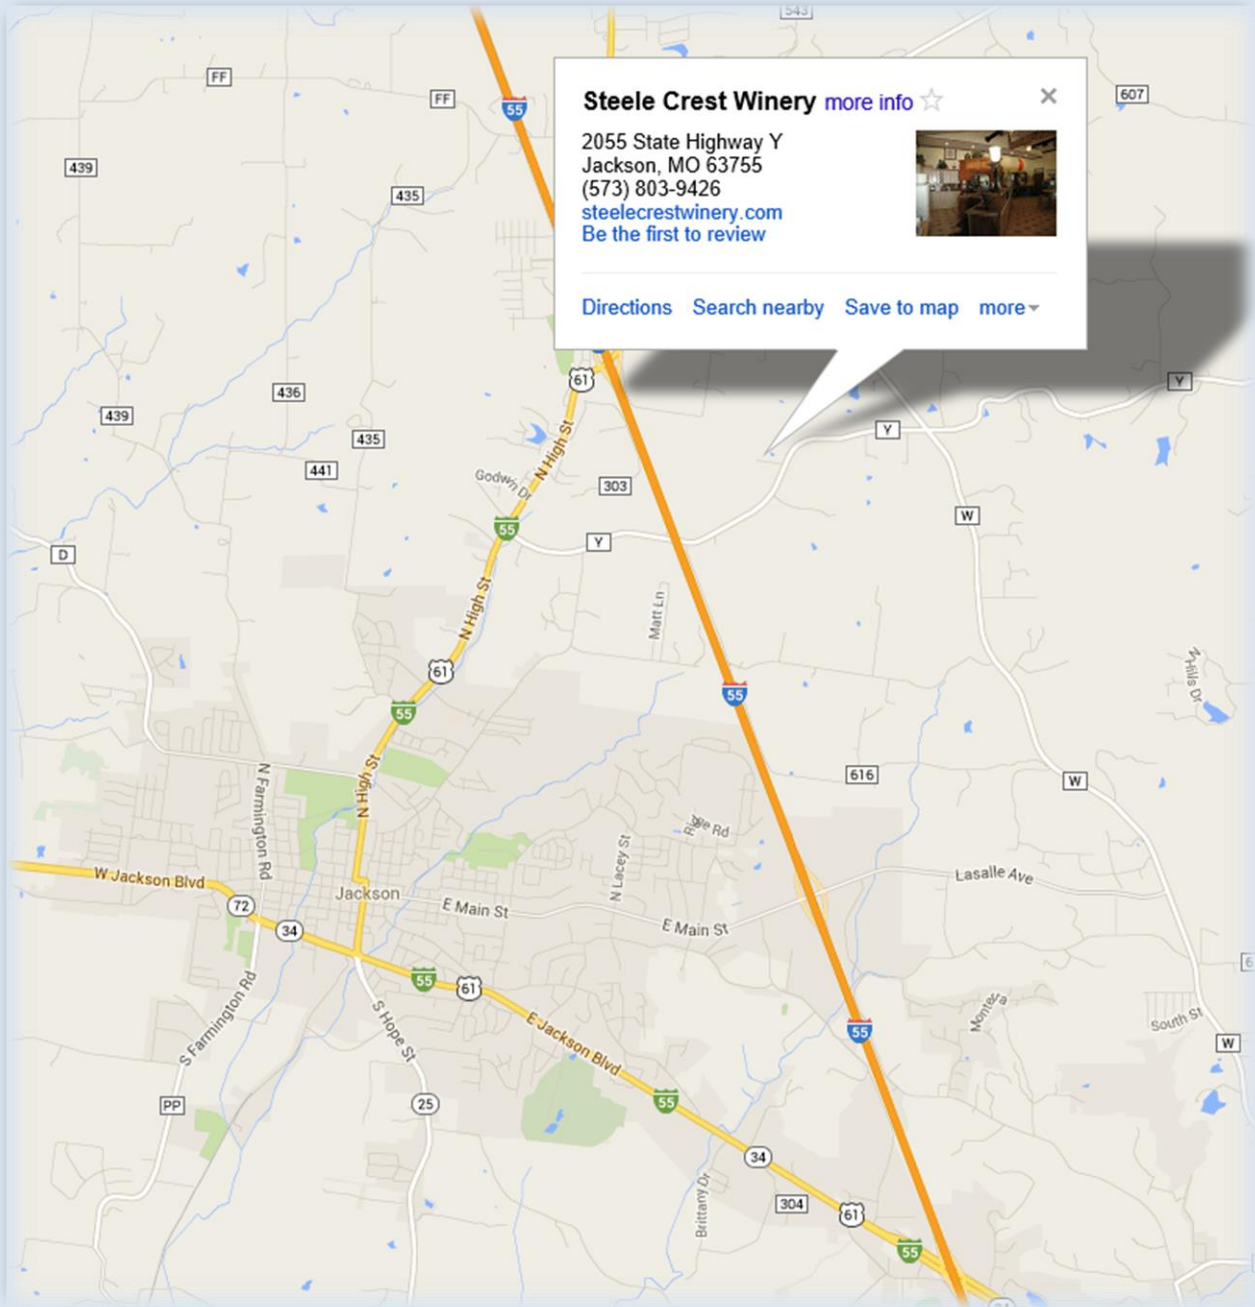 543
FF
FF
607
55
Steele Crest Winery more info
2055 State Highway Y
Jackson, MO 63755
(573) 803-9426
steelecrestwinery.com
Be the first to review
Directions Search nearby Save to map more
439
435
61
Y
436
439
435
Y
N High St
441
Godwin Dr
303
W
55
Y
D
N High St
Matt Ln
61
N Hills Dr
55
55
616
W
N High St
N Farmington Rd
Rd
N Lacey St
W Jackson Blvd
Lasalle Ave
Jackson
72
E Main St
34
E Main St
55
61
S Farmington Rd
S Hope St
E Jackson Blvd
55
Montera
South St
W
PP
25
55
34
Brittany Dr
304
61
55